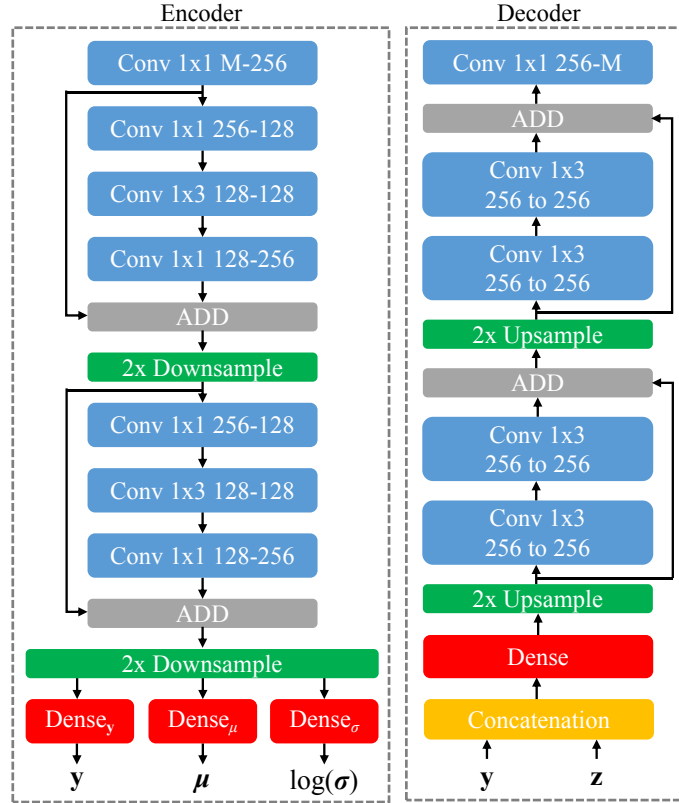 Encoder
Conv 1x1 M-256
Conv 1x1 256-128
Conv 1x3 128-128
Conv 1x1 128-256
ADD
2x Downsample
Conv 1x1 256-128
Conv 1x3 128-128
Conv 1x1 128-256
ADD
2x Downsample
Dense_y Dense_μ Dense_σ
y μ log(σ)
Decoder
Conv 1x1 256-M
ADD
Conv 1x3
256 to 256
Conv 1x3
256 to 256
2x Upsample
ADD
Conv 1x3
256 to 256
Conv 1x3
256 to 256
2x Upsample
Dense
Concatenation
y z